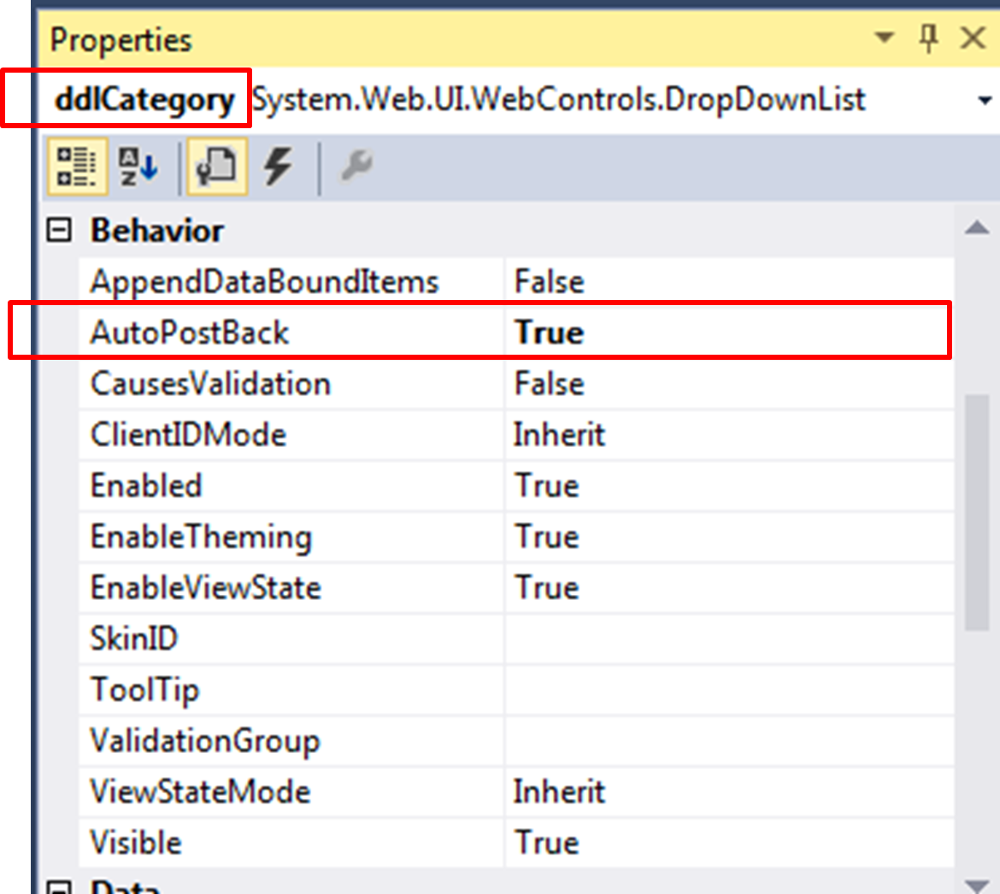 Properties
ddlCategory System.Web.UI.WebControls.DropDownList
A
Z
Behavior
AppendDataBoundItems False
AutoPostBack True
CausesValidation False
ClientIDMode Inherit
Enabled True
EnableTheming True
EnableViewState True
SkinID
ToolTip
ValidationGroup
ViewStateMode Inherit
Visible True
Data